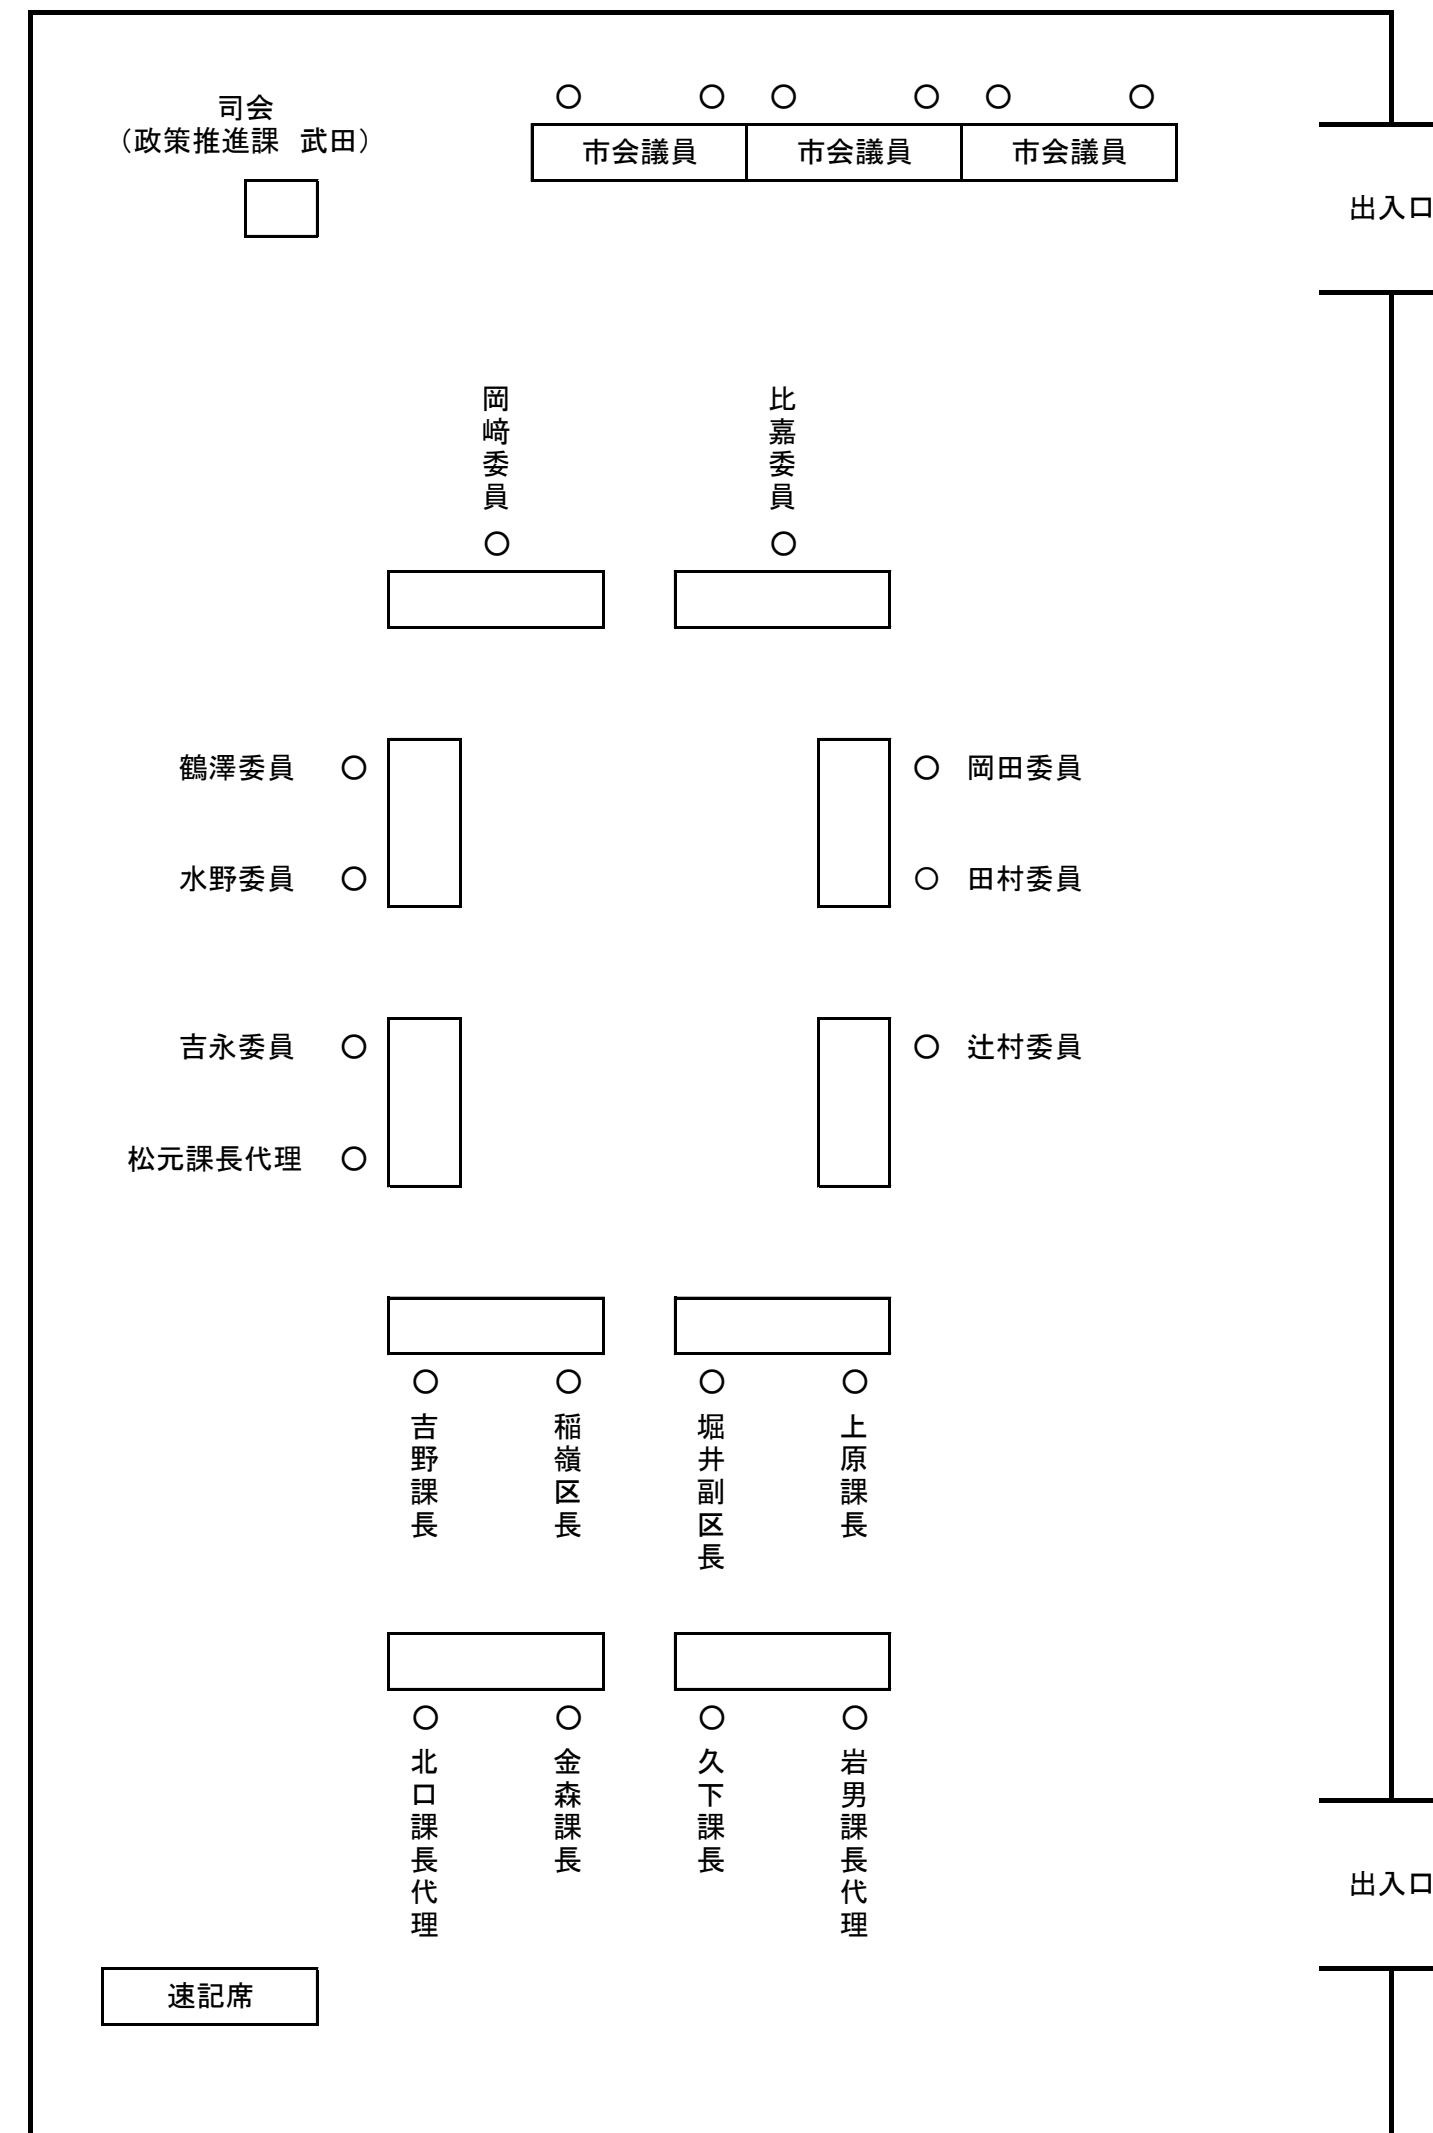 司会
（政策推進課　武田）
市会議員
市会議員
市会議員
出入口
岡﨑委員
比嘉委員
鶴澤委員
岡田委員
水野委員
田村委員
吉永委員
辻村委員
松元課長代理
吉野課長
稲嶺区長
堀井副区長
上原課長
北口課長代理
金森課長
久下課長
岩男課長代理
出入口
速記席